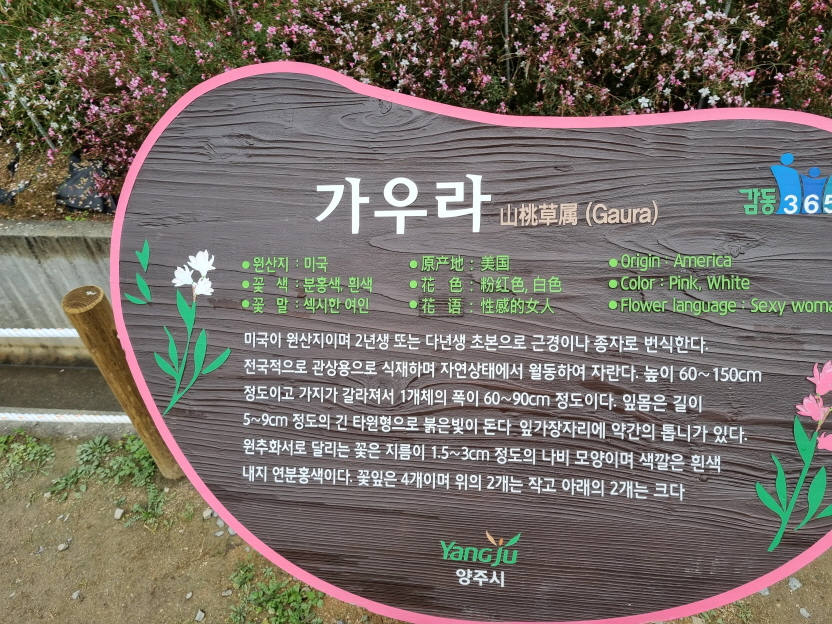 가우라 山桃草属 (Gaura)
감동 365
● 원산지 : 미국 ● 原产地 : 美国 ● Origin : America
● 꽃 색 : 분홍색, 흰색 ● 花 色 : 粉红色, 白色 ● Color : Pink, White
● 꽃 말 : 섹시한 여인 ● 花 语 : 性感的女人 ● Flower language : Sexy woma
미국이 원산지이며 2년생 또는 다년생 초본으로 근경이나 종자로 번식한다.
전국적으로 관상용으로 식재하며 자연상태에서 월동하여 자란다. 높이 60~150cm
정도이고 가지가 갈라져서 1개체의 폭이 60~90cm 정도이다. 잎몸은 길이
5~9cm 정도의 긴 타원형으로 붉은빛이 돈다 잎가장자리에 약간의 톱니가 있다.
원추화서로 달리는 꽃은 지름이 1.5~3cm 정도의 나비 모양이며 색깔은 흰색
내지 연분홍색이다. 꽃잎은 4개이며 위의 2개는 작고 아래의 2개는 크다
Yangju
양주시